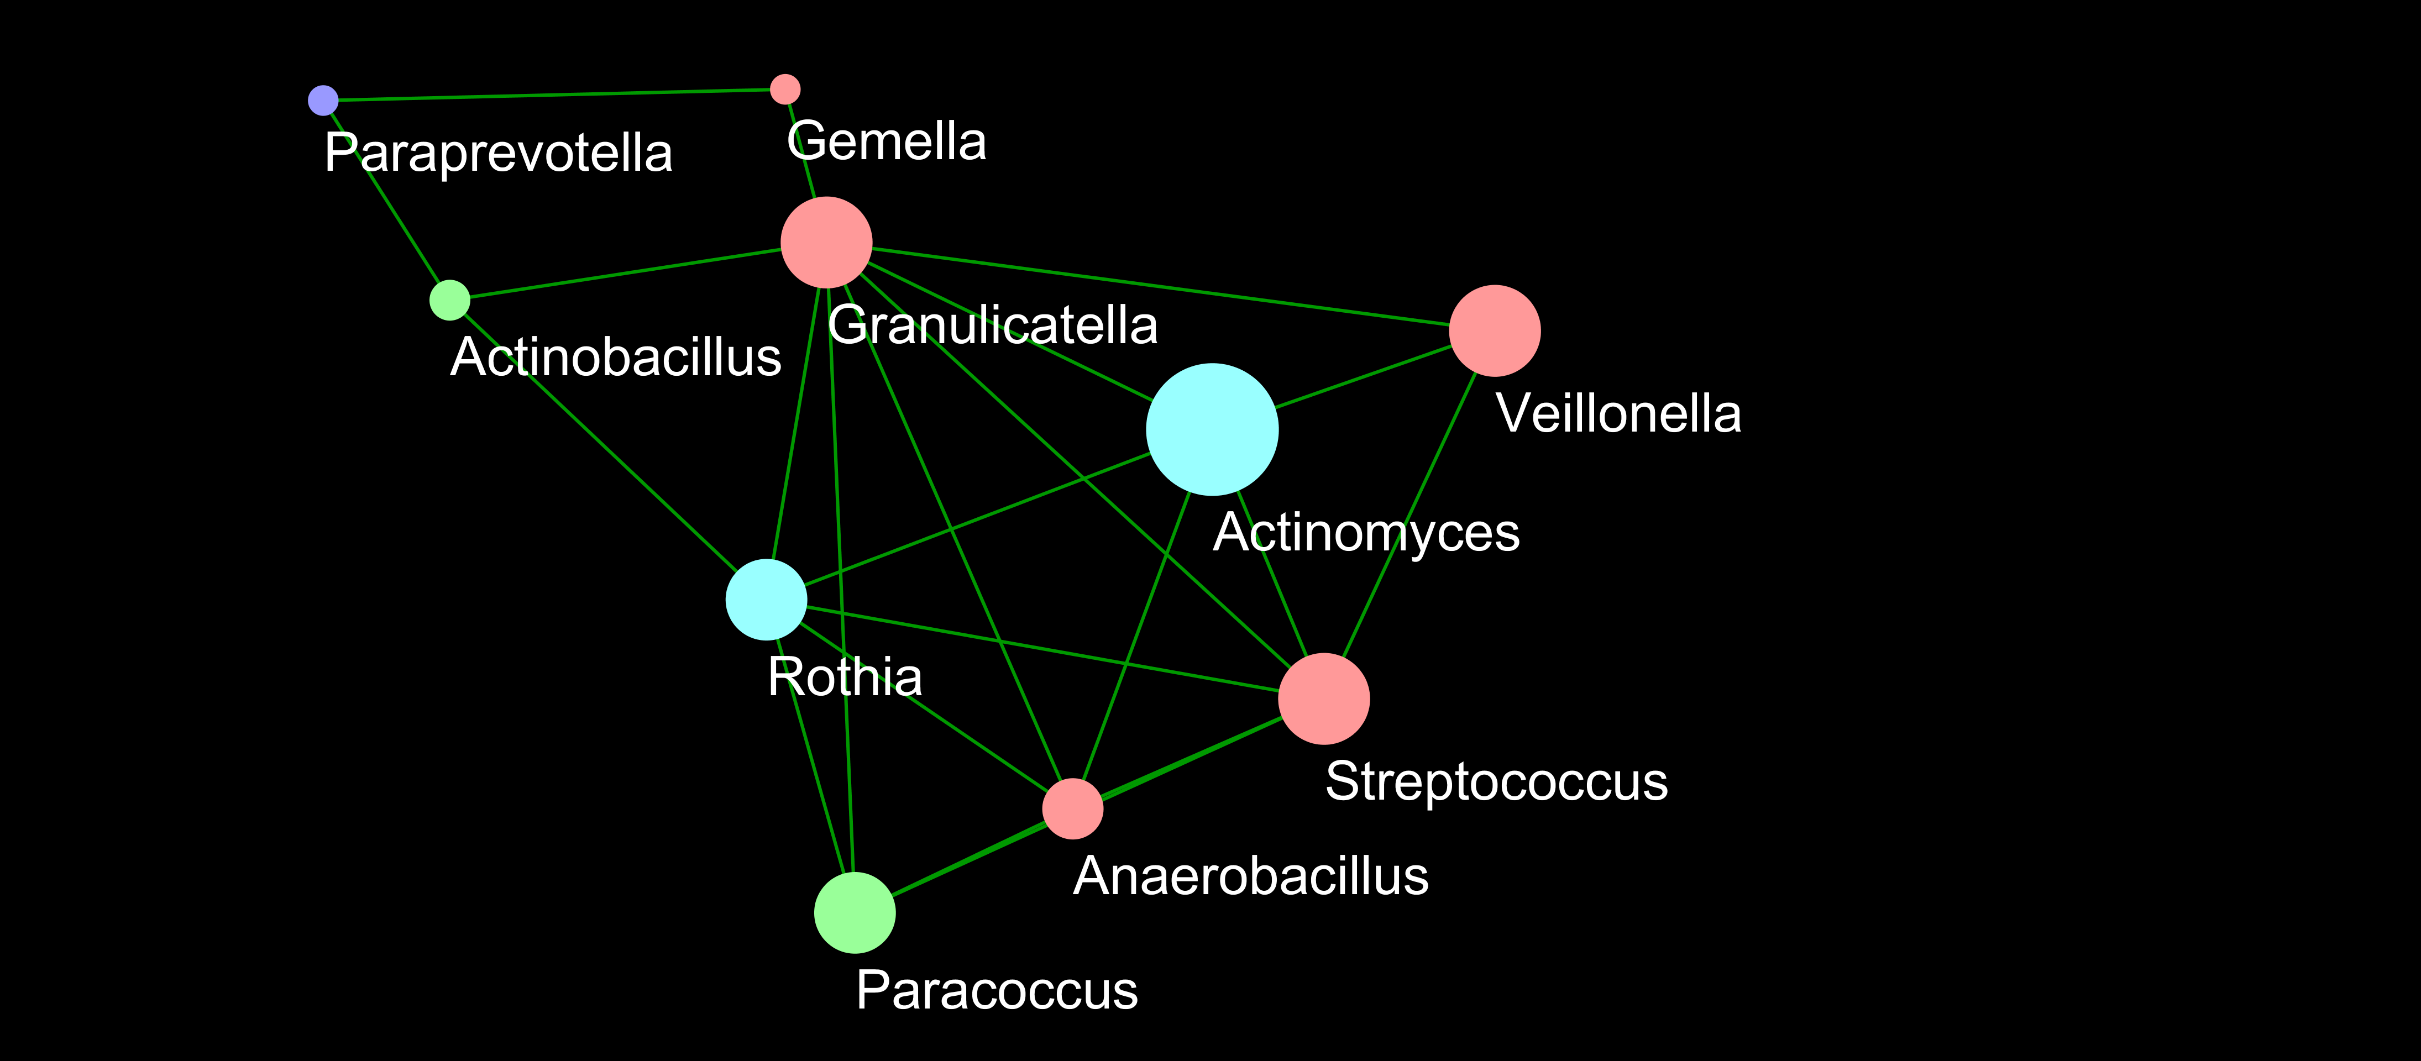 Gemella
Paraprevotella
Granulicatella
Actinobacillus
Veillonella
Actinomyces
Rothia
Streptococcus
Anaerobacillus
Paracoccus